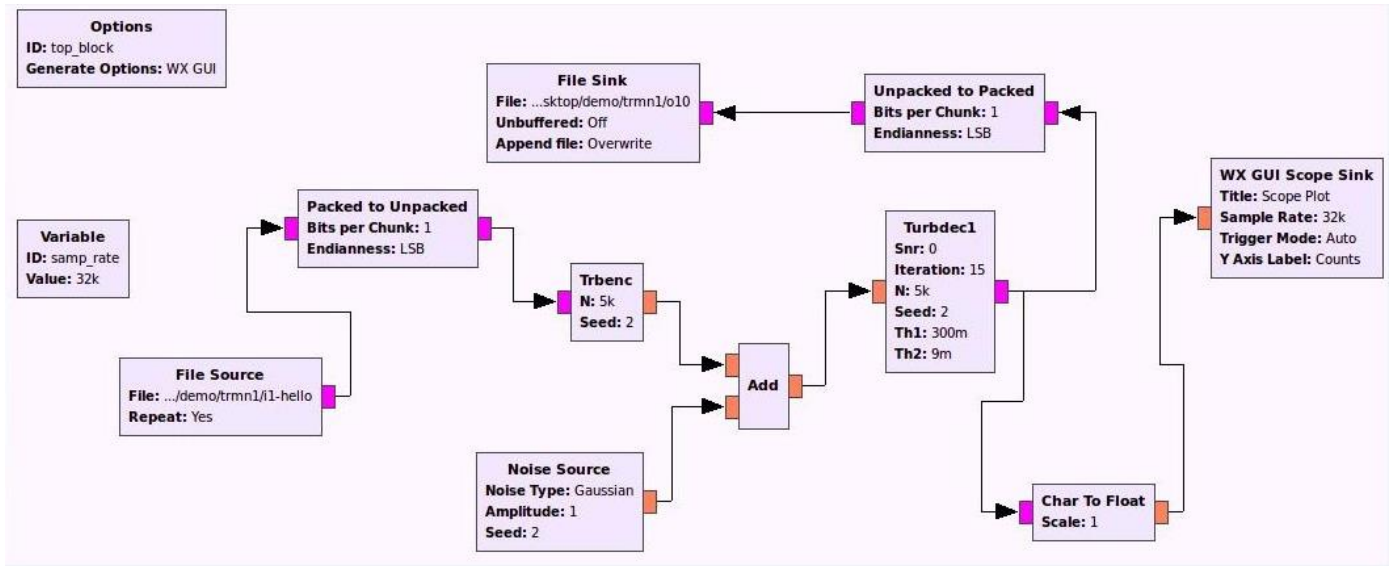 Options
ID: top_block
Generate Options: WX GUI
File Sink
File: ...sktop/demo/trmn1/o10
Unbuffered: Off
Append file: Overwrite
Unpacked to Packed
Bits per Chunk: 1
Endianness: LSB
WX GUI Scope Sink
Title: Scope Plot
Sample Rate: 32k
Trigger Mode: Auto
Y Axis Label: Counts
Packed to Unpacked
Bits per Chunk: 1
Endianness: LSB
Variable
ID: samp_rate
Value: 32k
Turbdec1
Snr: 0
Iteration: 15
N: 5k
Seed: 2
Th1: 300m
Th2: 9m
Trbenc
N: 5k
Seed: 2
File Source
File: .../demo/trmn1/i1-hello
Repeat: Yes
Add
Noise Source
Noise Type: Gaussian
Amplitude: 1
Seed: 2
Char To Float
Scale: 1